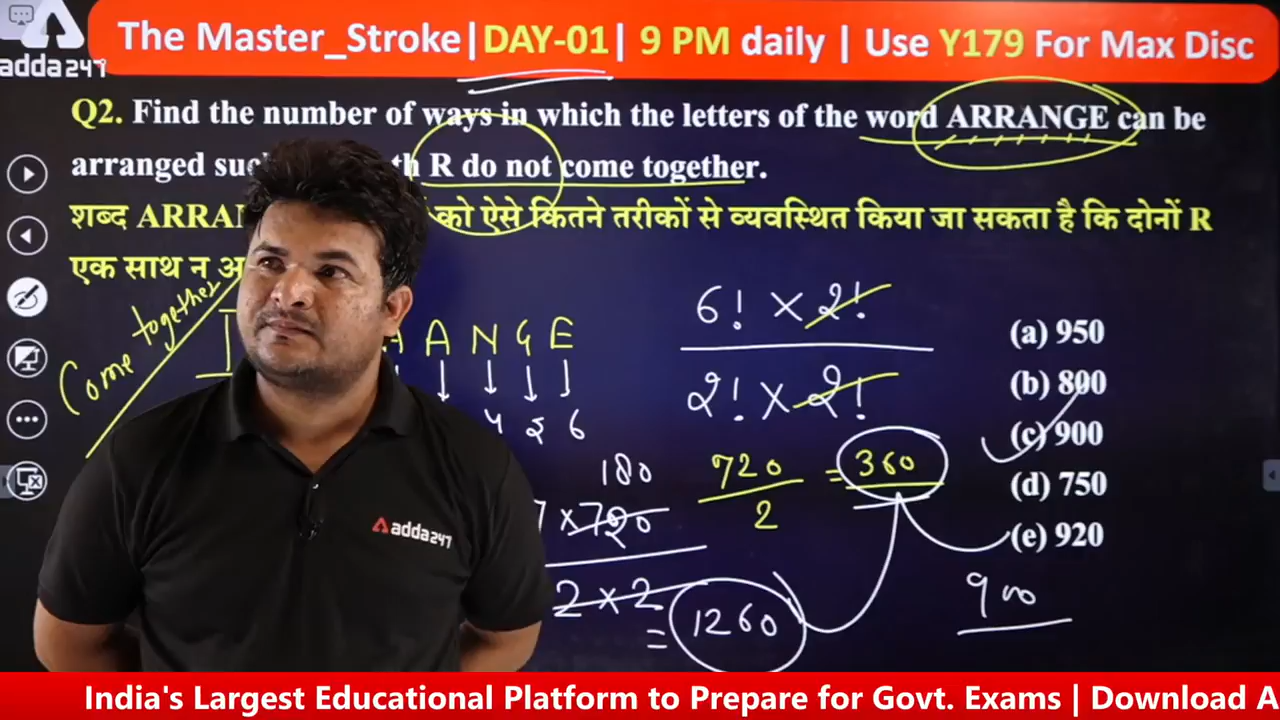 The Master_Stroke|DAY-01| 9 PM daily | Use Y179 For Max Disc
adda247
Q2. Find the number of ways in which the letters of the word ARRANGE can be
arranged R do not come together.
शब्द को ऐसे कितने तरीकों से व्यवस्थित किया जा सकता है कि दोनों R
एक साथ न
Come together
A N G E
4 5 6
6! × 2!
2! × 2!
720
2
= 360
180
7 × 720
2 × 2
= 1260
(a) 950
(b) 800
(c) 900
(d) 750
(e) 920
900
adda247
India's Largest Educational Platform to Prepare for Govt. Exams | Download